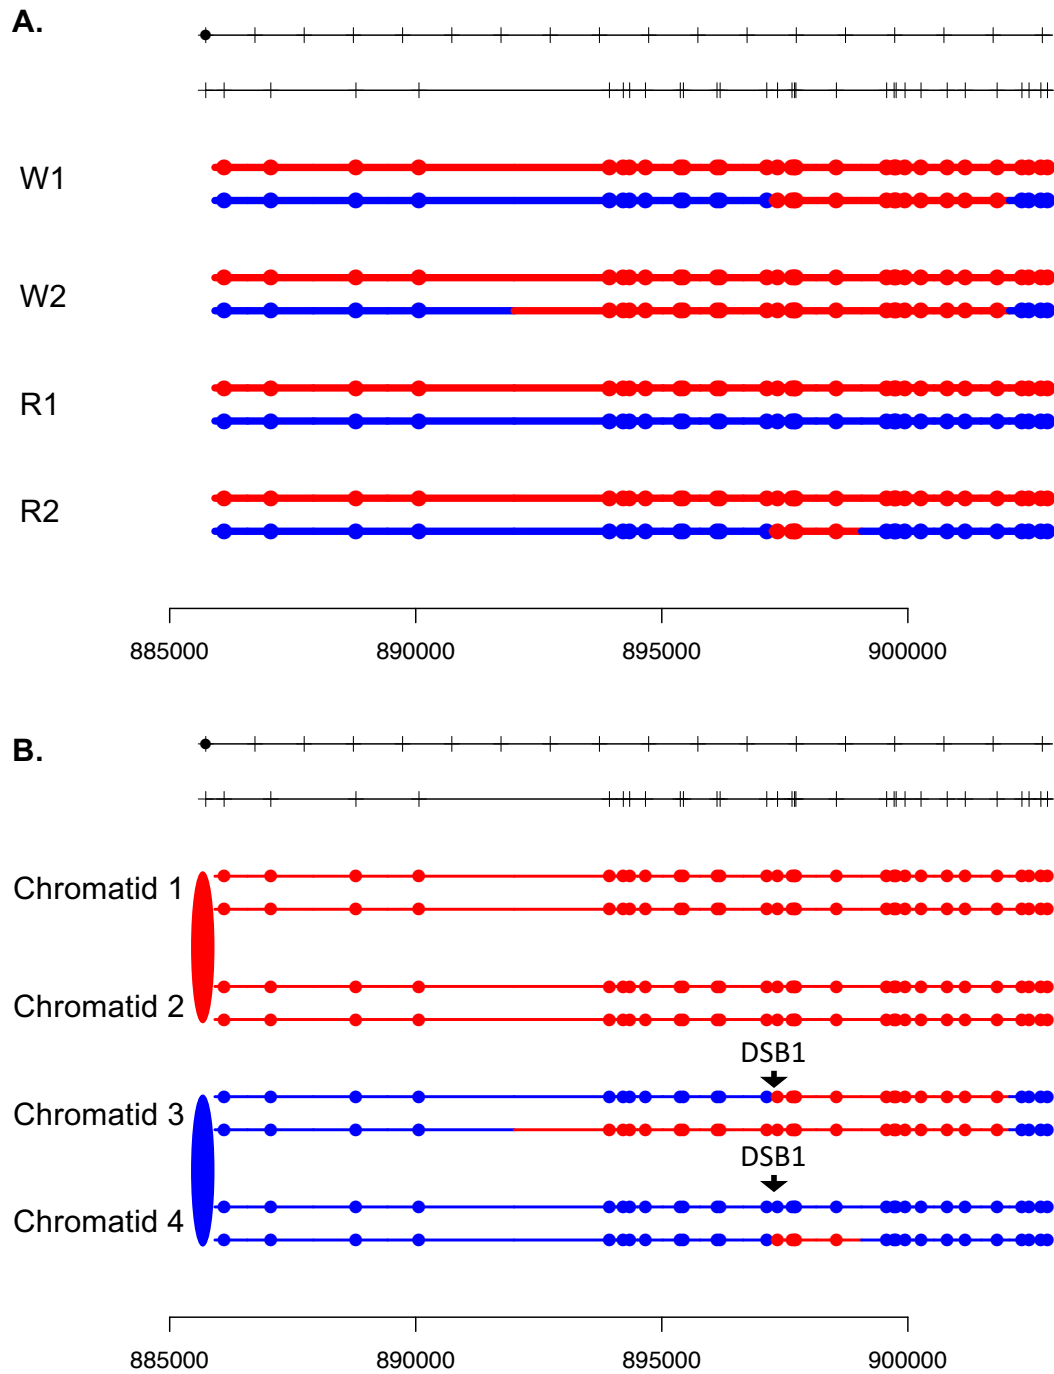 A.
W1
W2
R1
R2
885000 890000 895000 900000
B.
Chromatid 1
Chromatid 2
DSB1
Chromatid 3
DSB1
Chromatid 4
885000 890000 895000 900000